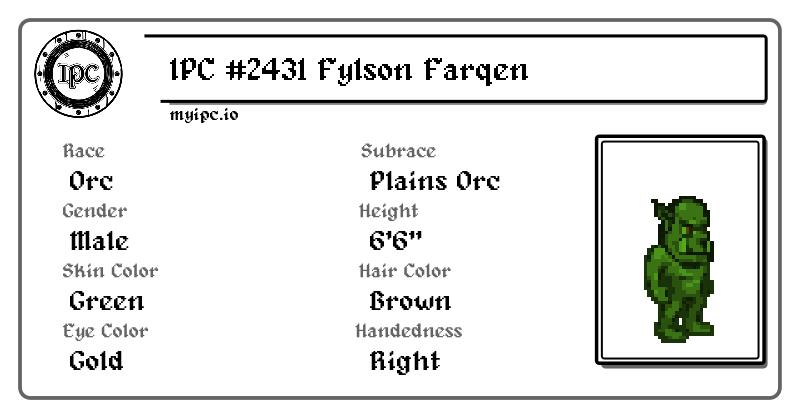 IPC
IPC #2431 Fylson Farqen
myipc.io
Race
Subrace
Orc
Plains Orc
Gender
Height
Male
6'6"
Skin Color
Hair Color
Green
Brown
Eye Color
Handedness
Gold
Right